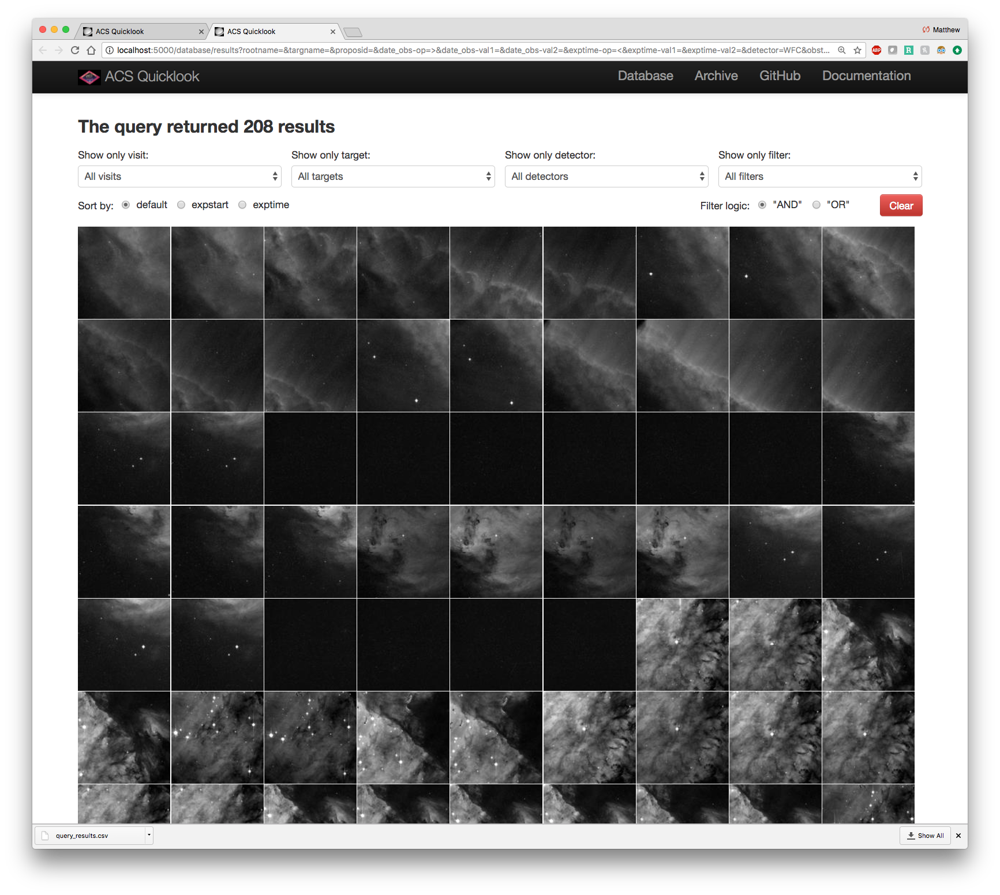 ACS Quicklook
ACS Quicklook
Matthew
localhost:5000/database/results?rootname=&targname=&proposid=&date_obs-op=>&date_obs-val1=&date_obs-val2=&exptime-op=<&exptime-val1=&exptime-val2=&detector=WFC&obst...
ABP
R
ACS Quicklook
Database Archive GitHub Documentation
The query returned 208 results
Show only visit: Show only target: Show only detector: Show only filter:
All visits All targets All detectors All filters
Sort by: default expstart exptime Filter logic: "AND" "OR" Clear
query_results.csv
Show All